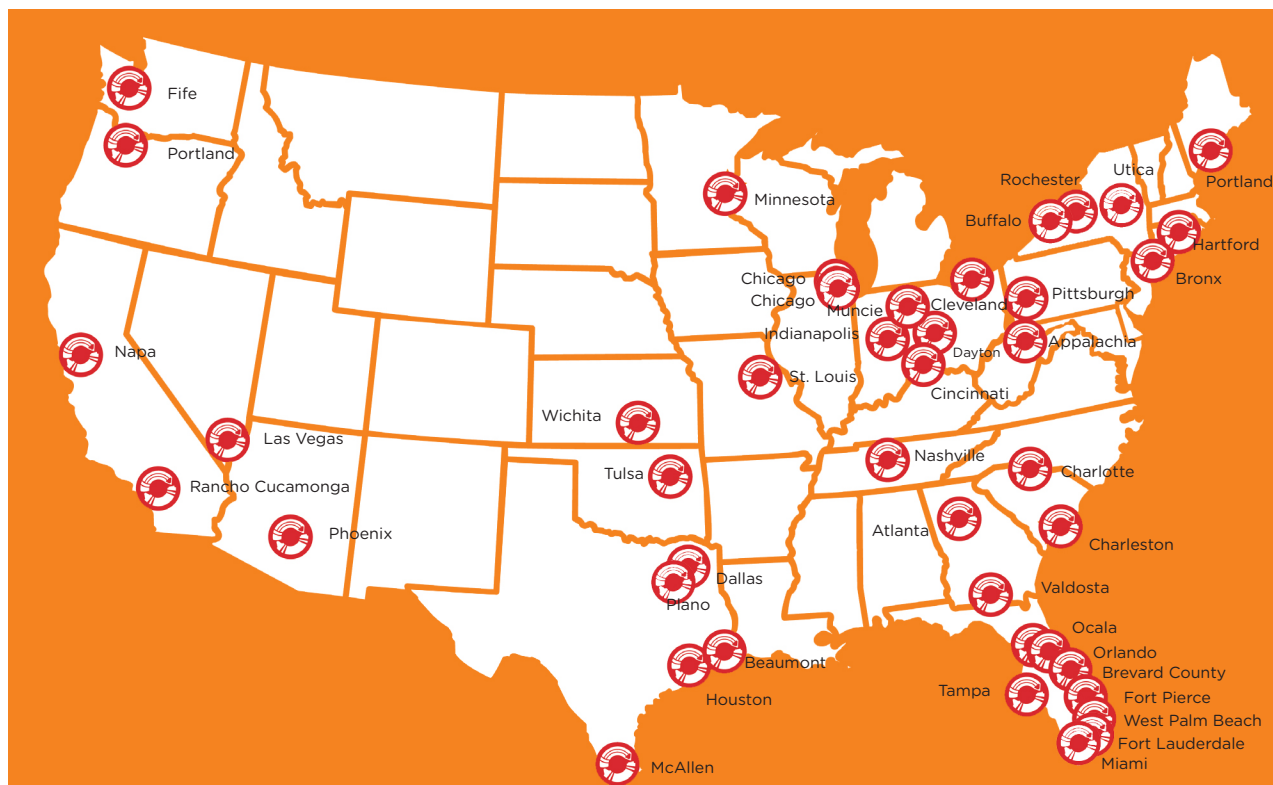 Fife
Portland
Napa
Las Vegas
Rancho Cucamonga
Phoenix
Minnesota
Chicago
Chicago
Muncie
Cleveland
Indianapolis
Dayton
Cincinnati
St. Louis
Wichita
Tulsa
Dallas
Plano
Beaumont
Houston
McAllen
Utica
Rochester
Buffalo
Portland
Hartford
Bronx
Pittsburgh
Appalachia
Nashville
Charlotte
Atlanta
Charleston
Valdosta
Ocala
Orlando
Brevard County
Tampa
Fort Pierce
West Palm Beach
Fort Lauderdale
Miami